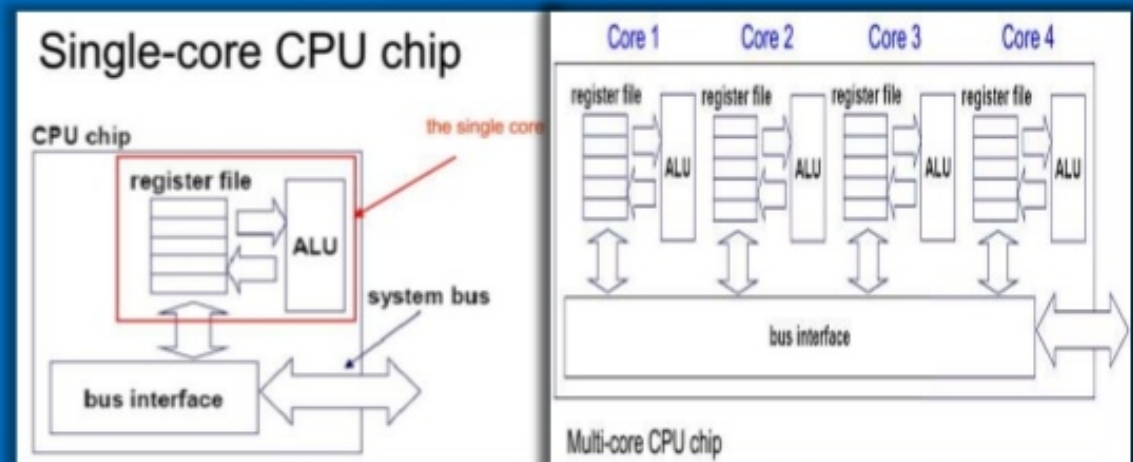 Single-core CPU chip
CPU chip
the single core
register file
ALU
system bus
bus interface
Core 1 Core 2 Core 3 Core 4
register file register file register file register file
ALU ALU ALU ALU
bus interface
Multi-core CPU chip